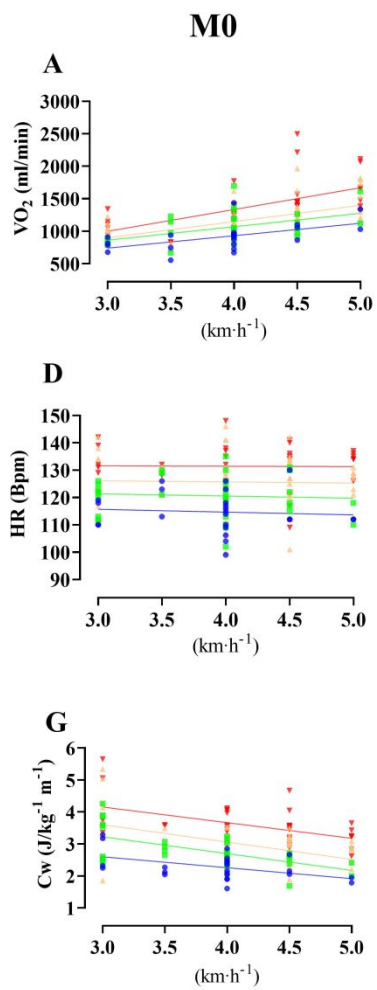 M0
A
VO₂ (ml/min)
3000
2500
2000
1500
1000
500
3.0 3.5 4.0 4.5 5.0
(km·h⁻¹)
D
HR (Bpm)
150
140
130
120
110
100
90
3.0 3.5 4.0 4.5 5.0
(km·h⁻¹)
G
Cw (J/kg⁻¹ m⁻¹)
6
5
4
3
2
1
3.0 3.5 4.0 4.5 5.0
(km·h⁻¹)